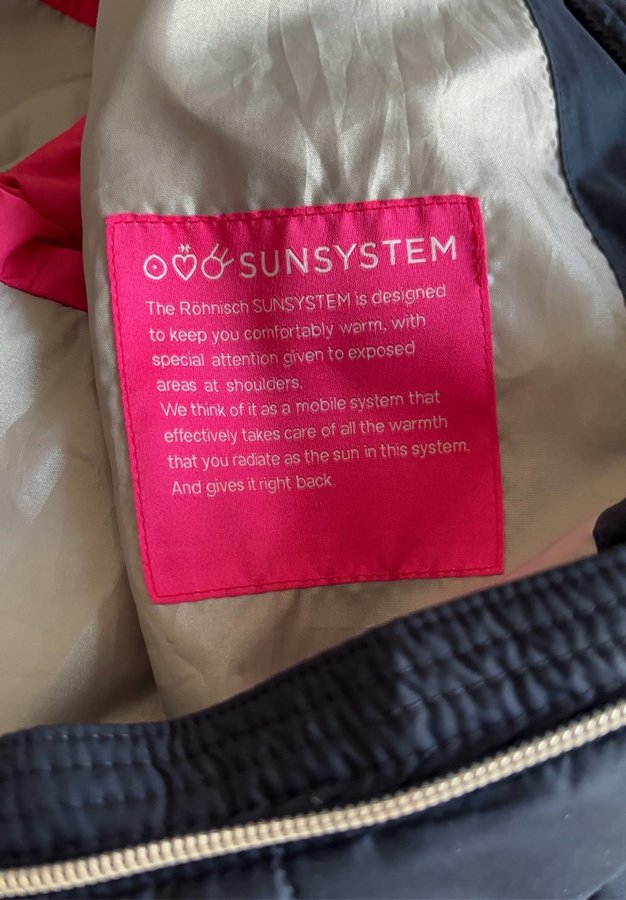 SUNSYSTEM
The Röhnisch SUNSYSTEM is designed
to keep you comfortably warm, with
special attention given to exposed
areas at shoulders.
We think of it as a mobile system that
effectively takes care of all the warmth
that you radiate as the sun in this system.
And gives it right back.